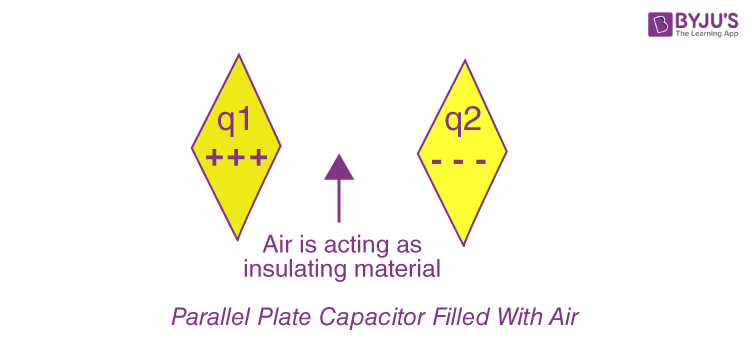 BYJU'S
The Learning App
q1
+++
q2
- - -
Air is acting as
insulating material
Parallel Plate Capacitor Filled With Air